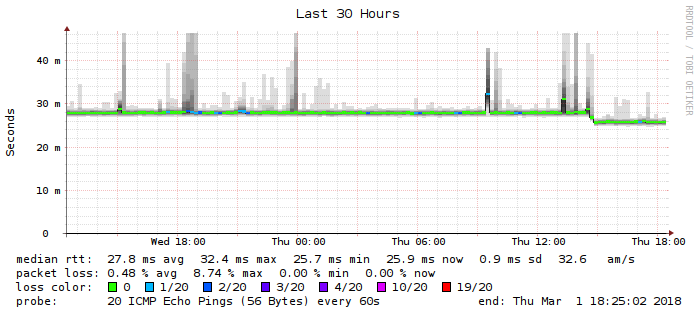 Last 30 Hours
RRDTOOL / TOBI OETIKER
Seconds
40 m
30 m
20 m
10 m
0
Wed 18:00 Thu 00:00 Thu 06:00 Thu 12:00 Thu 18:00
median rtt: 27.8 ms avg 32.4 ms max 25.7 ms min 25.9 ms now 0.9 ms sd 32.6 am/s
packet loss: 0.48 % avg 8.74 % max 0.00 % min 0.00 % now
loss color: 0 1/20 2/20 3/20 4/20 10/20 19/20
probe: 20 ICMP Echo Pings (56 Bytes) every 60s end: Thu Mar 1 18:25:02 2018